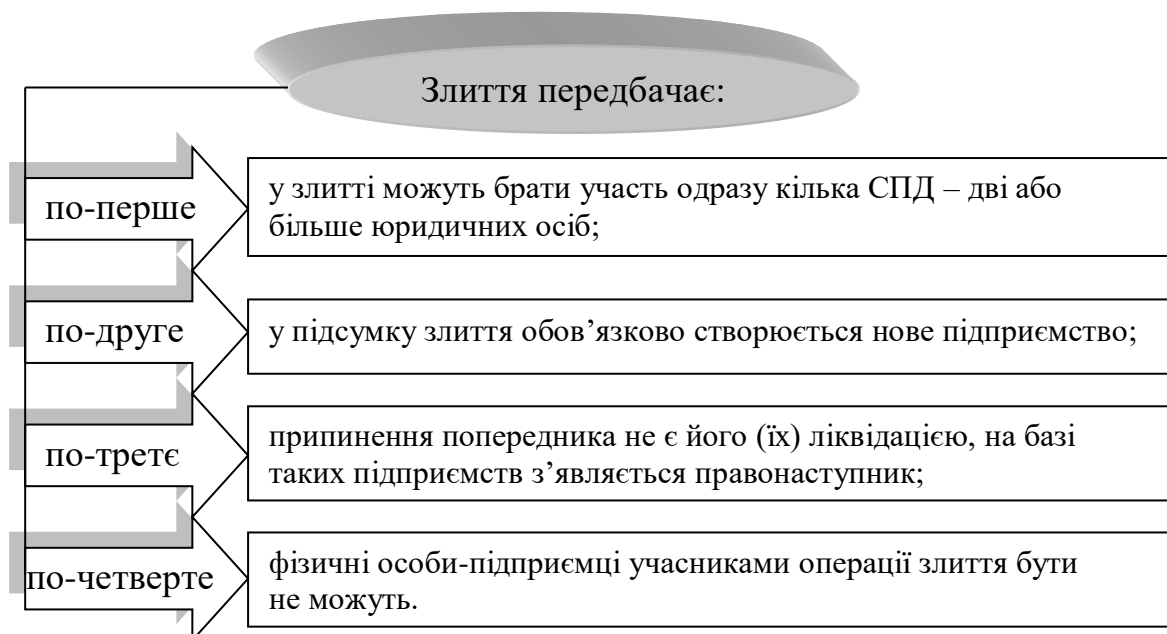 Злиття передбачає:
по-перше
у злитті можуть брати участь одразу кілька СПД – дві або
більше юридичних осіб;
по-друге
у підсумку злиття обов’язково створюється нове підприємство;
по-третє
припинення попередника не є його (їх) ліквідацією, на базі
таких підприємств з’являється правонаступник;
по-четверте
фізичні особи-підприємці учасниками операції злиття бути
не можуть.